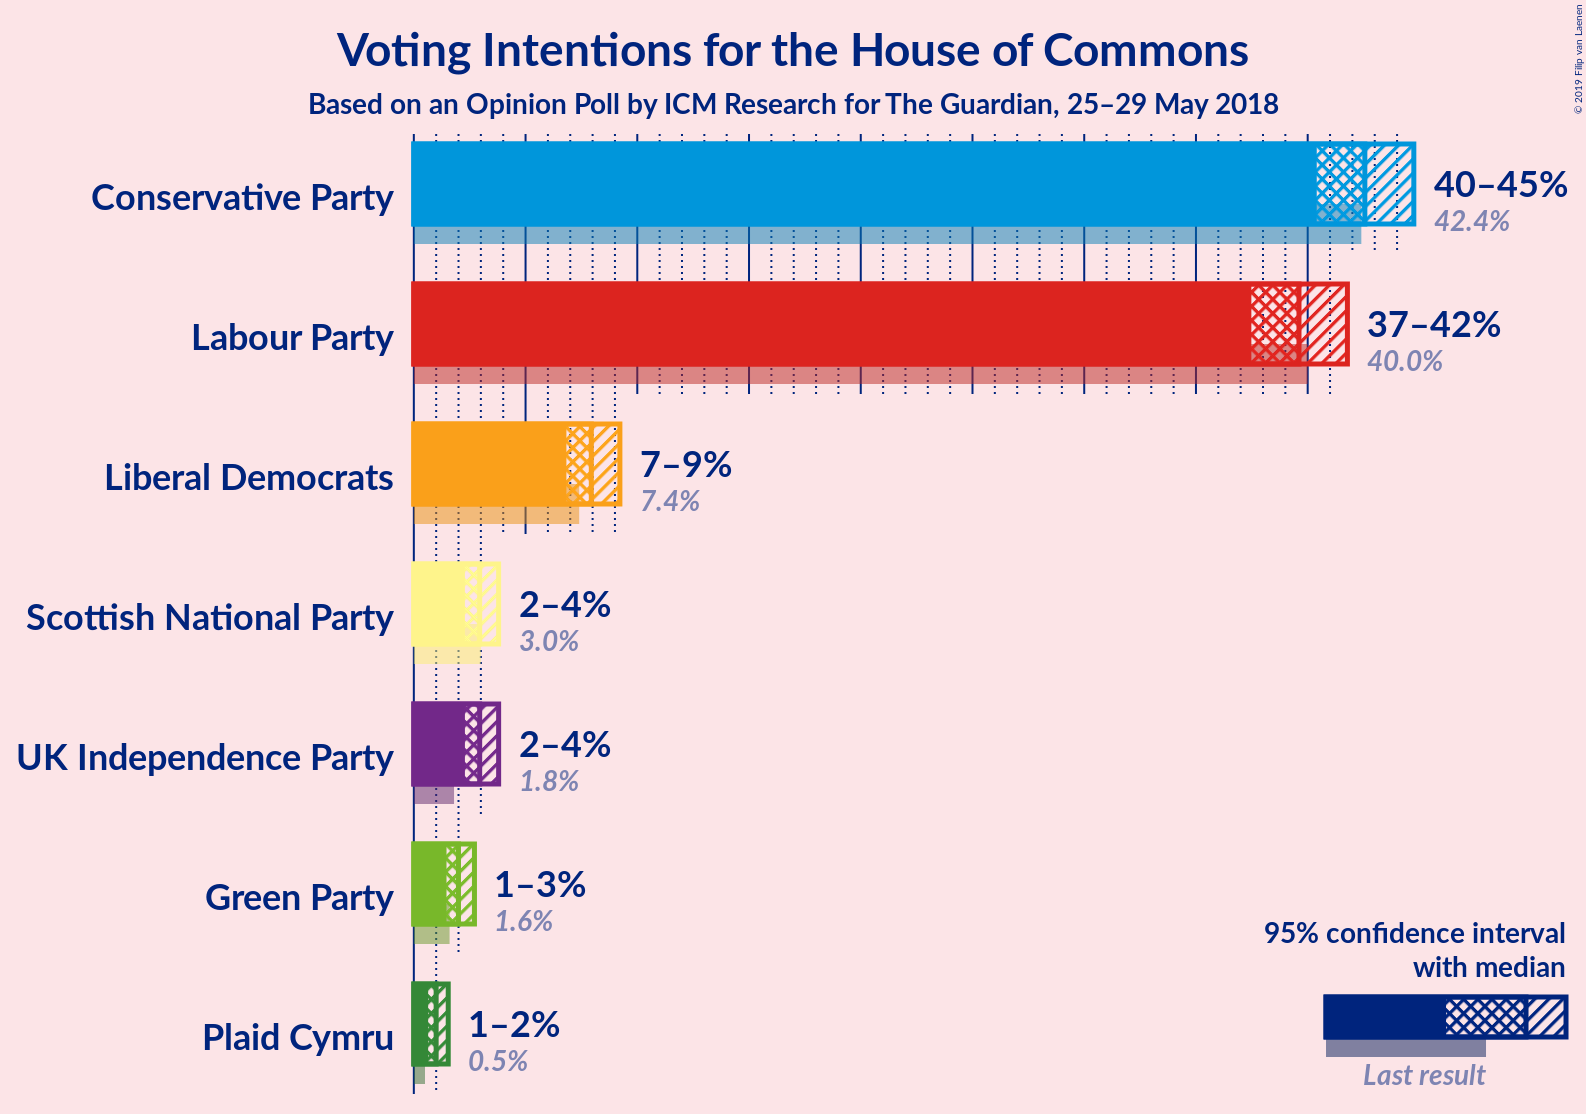 Voting Intentions for the House of Commons
Based on an Opinion Poll by ICM Research for The Guardian, 25–29 May 2018
© 2019 Filip van Laenen
Conservative Party
40–45%
42.4%
Labour Party
37–42%
40.0%
Liberal Democrats
7–9%
7.4%
Scottish National Party
2–4%
3.0%
UK Independence Party
2–4%
1.8%
Green Party
1–3%
1.6%
Plaid Cymru
1–2%
0.5%
95% confidence interval
with median
Last result